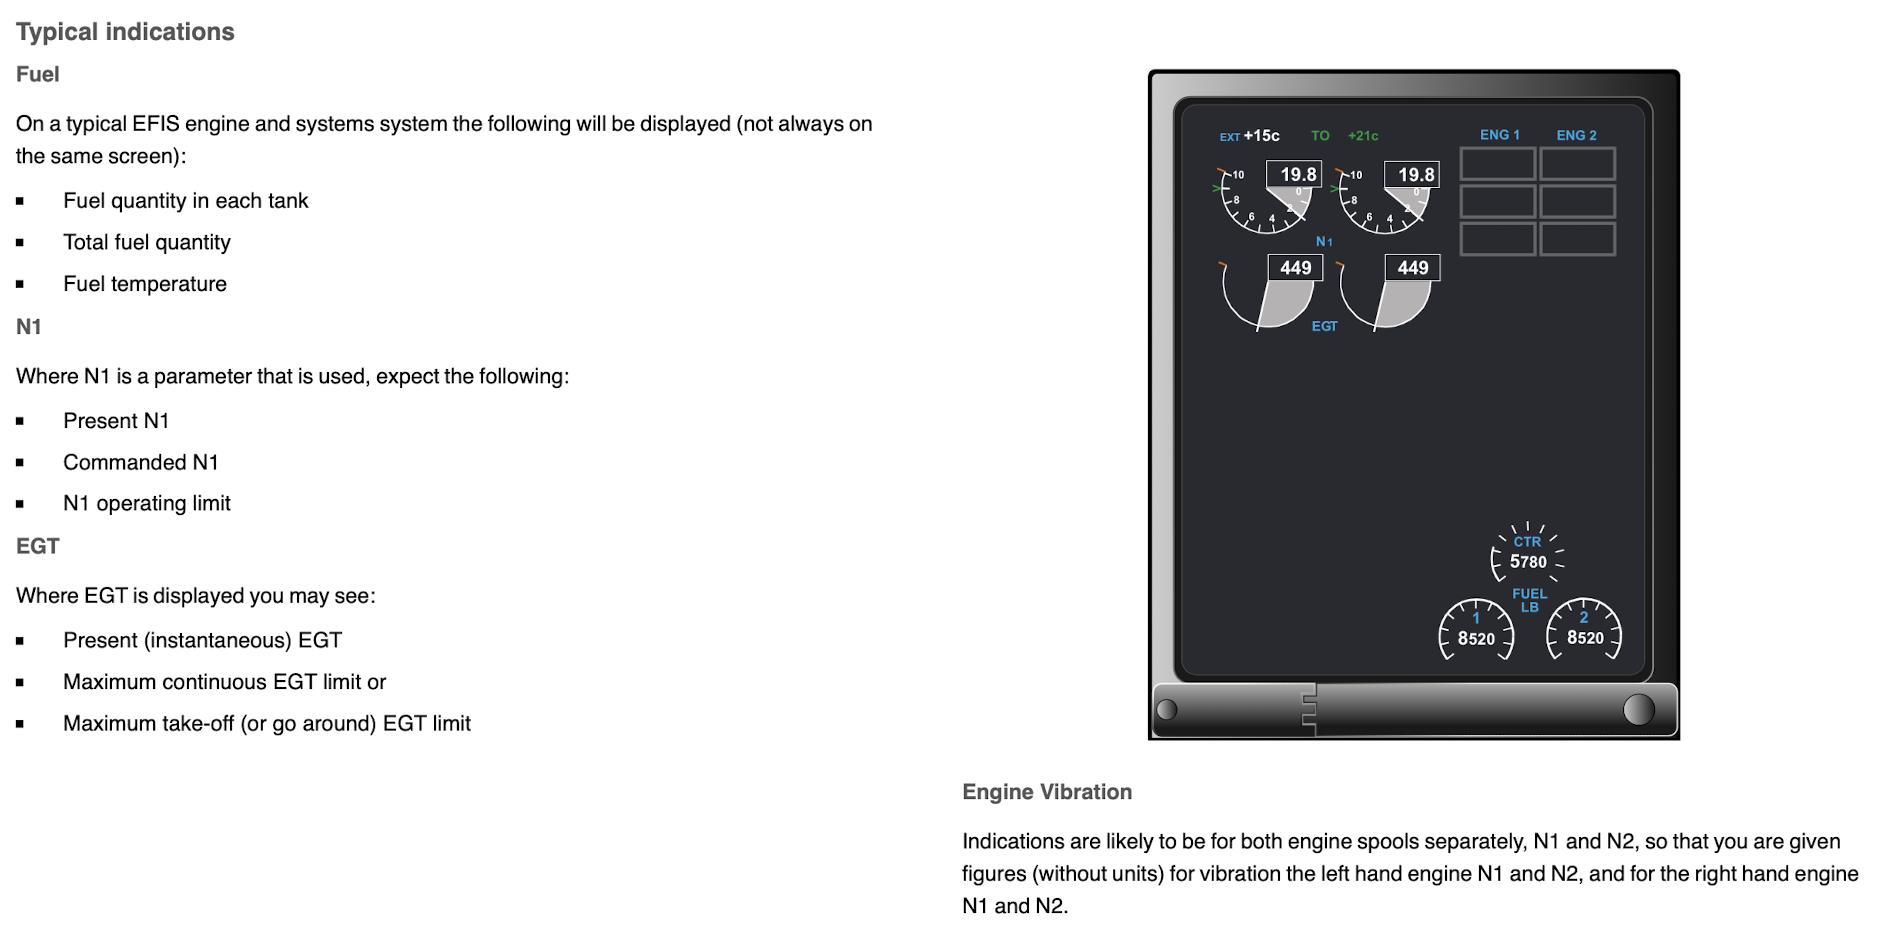 Typical indications
Fuel
On a typical EFIS engine and systems system the following will be displayed (not always on
the same screen):
▪ Fuel quantity in each tank
▪ Total fuel quantity
▪ Fuel temperature
N1
Where N1 is a parameter that is used, expect the following:
▪ Present N1
▪ Commanded N1
▪ N1 operating limit
EGT
Where EGT is displayed you may see:
▪ Present (instantaneous) EGT
▪ Maximum continuous EGT limit or
▪ Maximum take-off (or go around) EGT limit
EXT +15c TO +21c ENG 1 ENG 2
10 19.8 10 19.8
0 0
8 2 8 2
6 4 6 4
N1
449 449
EGT
CTR
5780
FUEL
LB
1 2
8520 8520
Engine Vibration
Indications are likely to be for both engine spools separately, N1 and N2, so that you are given
figures (without units) for vibration the left hand engine N1 and N2, and for the right hand engine
N1 and N2.